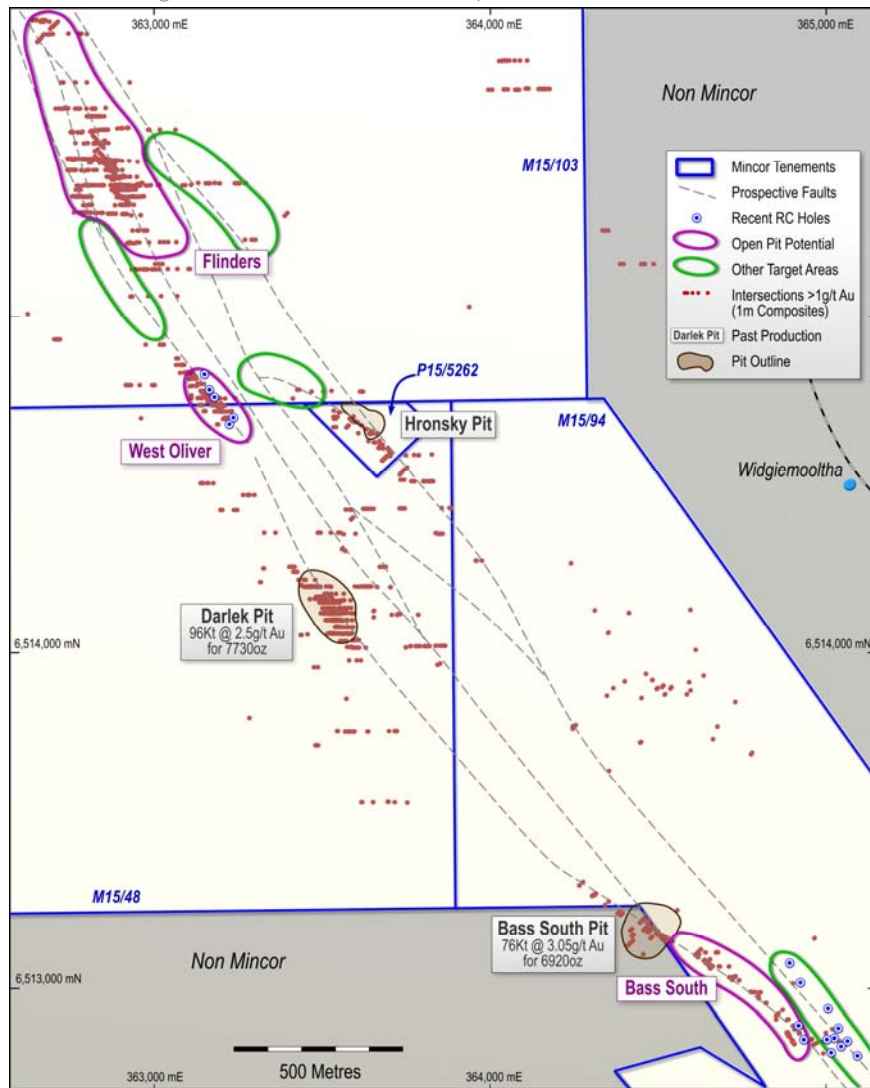 363,000 mE
364,000 mE
365,000 mE
Non Mincor
M15/103
Mincor Tenements
Prospective Faults
Recent RC Holes
Open Pit Potential
Other Target Areas
Intersections >1g/t Au
(1m Composites)
Darlek Pit
Past Production
Pit Outline
Flinders
P15/5262
Hronsky Pit
M15/94
West Oliver
Widgiemooltha
Darlek Pit
96Kt @ 2.5g/t Au
for 7730oz
6,514,000 mN
6,514,000 mN
M15/48
Bass South Pit
76Kt @ 3.05g/t Au
for 6920oz
Non Mincor
Bass South
6,513,000 mN
500 Metres
363,000 mE
364,000 mE